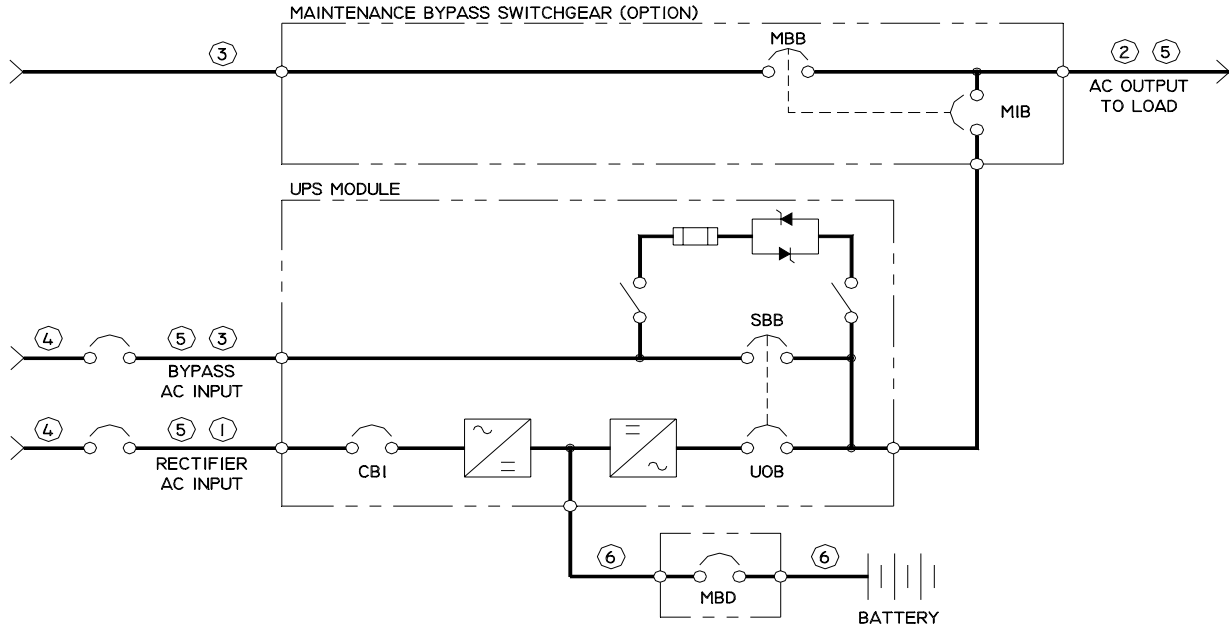 MAINTENANCE BYPASS SWITCHGEAR (OPTION)
3
MBB
2 5
AC OUTPUT
TO LOAD
MIB
UPS MODULE
SBB
4
5 3
BYPASS
AC INPUT
4
5 1
RECTIFIER
AC INPUT
CB1
UOB
6
MBD
6
BATTERY